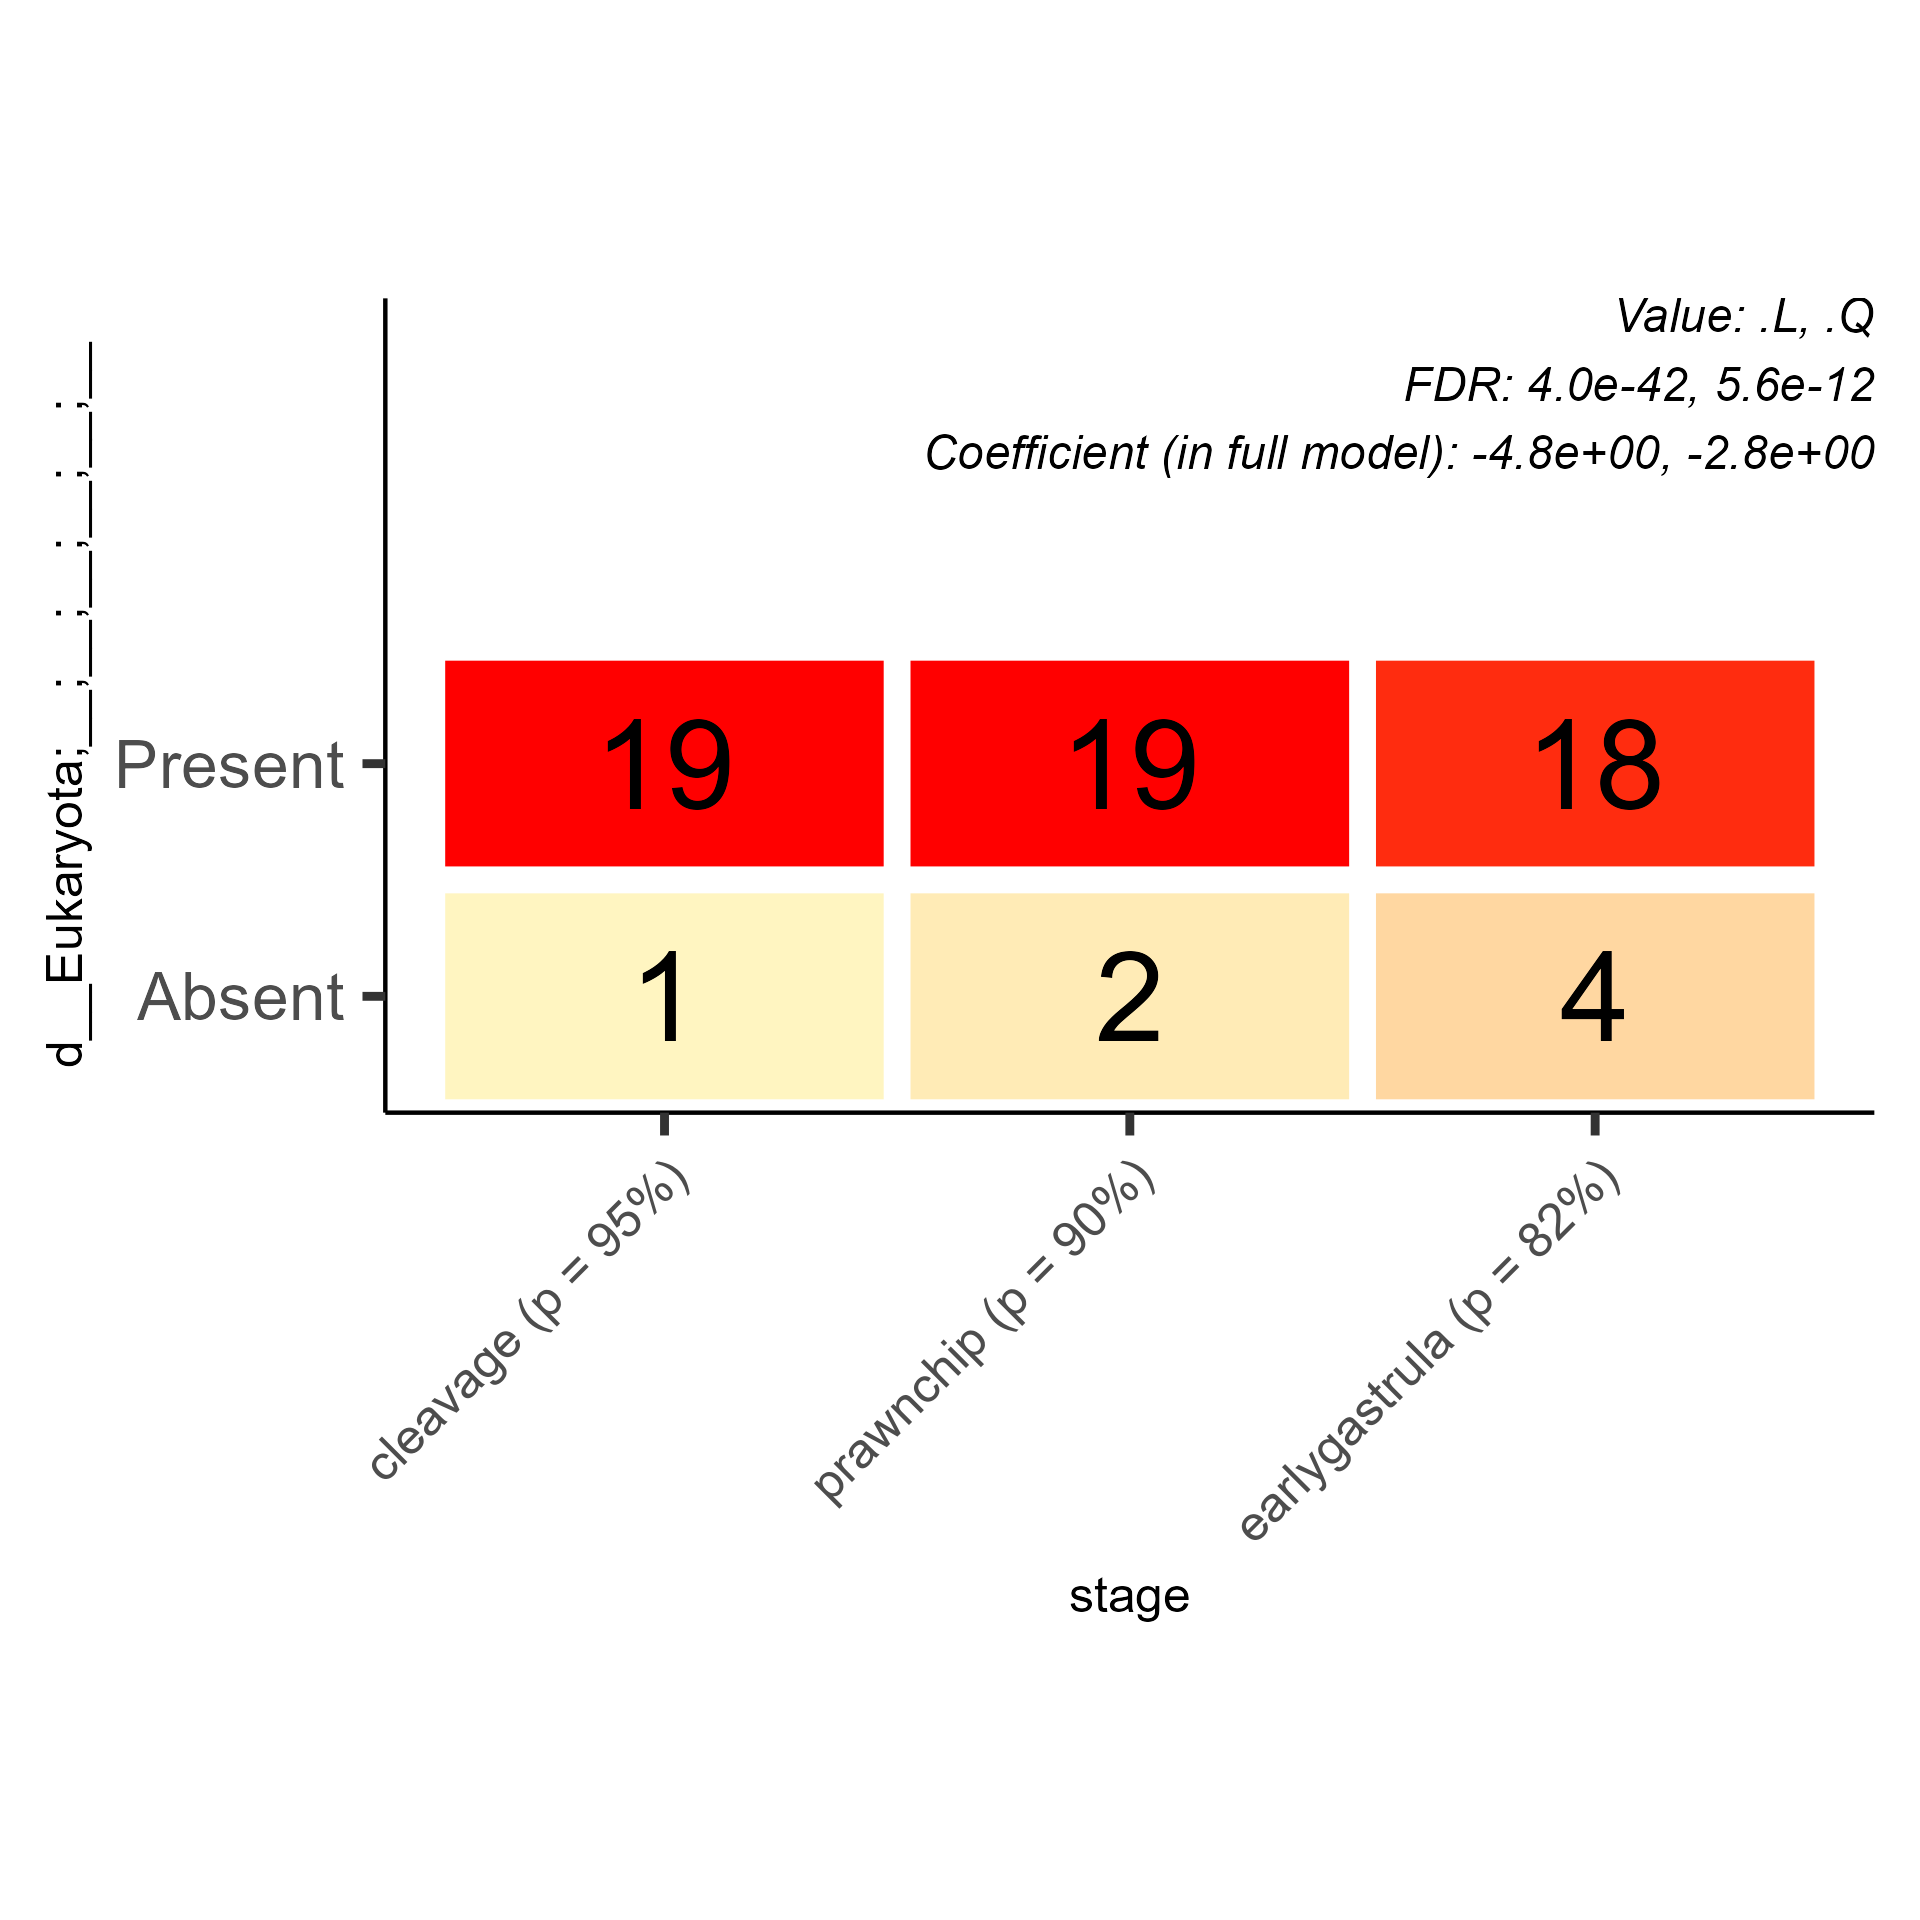 Value: .L, .Q
FDR: 4.0e-42, 5.6e-12
Coefficient (in full model): -4.8e+00, -2.8e+00
d__Eukaryota;__;__;__;__;__;__
Present
19
19
18
Absent
1
2
4
cleavage (p = 95%)
prawnchip (p = 90%)
earlygastrula (p = 82%)
stage